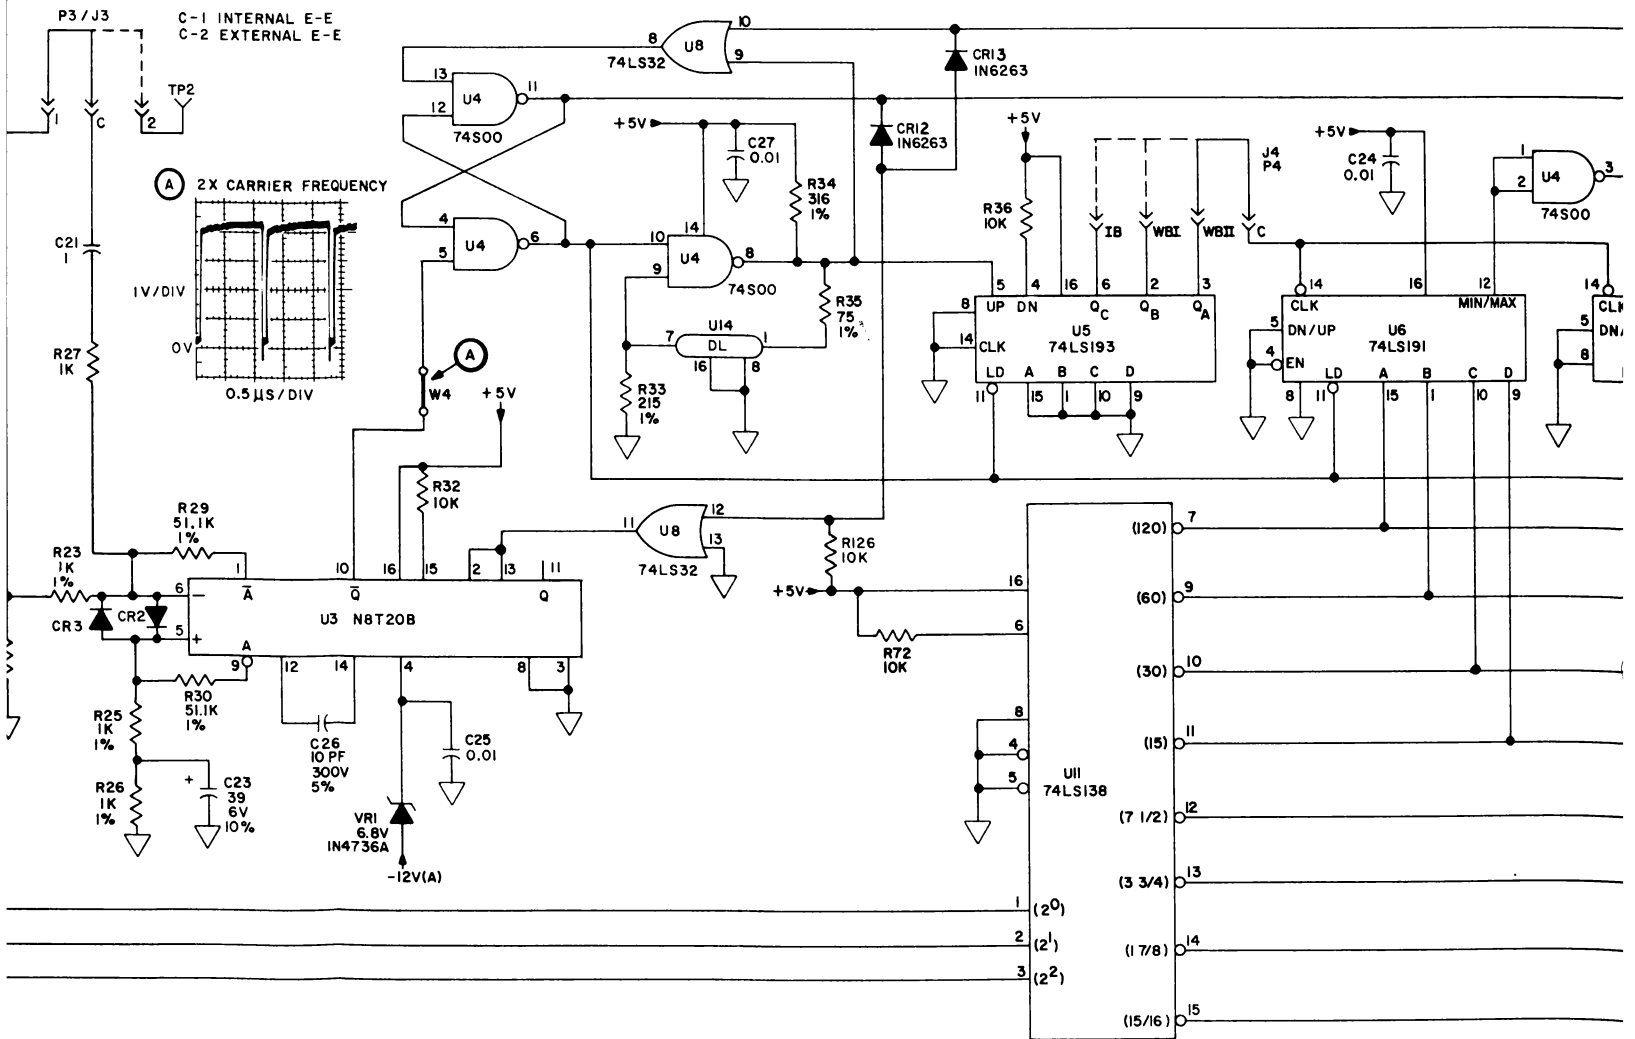 P3/J3
C-1 INTERNAL E-E
C-2 EXTERNAL E-E
1
C
2
TP2
A
2X CARRIER FREQUENCY
1V/DIV
0V
0.5µS/DIV
C21
1
R27
1K
13
12
U4
11
74S00
8
U8
74LS32
10
9
CR13
IN6263
CR12
IN6263
4
5
U4
6
A
W4
+5V
C27
0.01
R34
316
1%
14
10
9
U4
8
74S00
R35
75
1%
U14
7
DL
1
16
8
R33
215
1%
+5V
R36
10K
IB
WBI
WBII
C
J4
P4
5
4
16
6
2
3
UP
DN
QC
QB
QA
8
14
CLK
U5
74LS193
LD
A
B
C
D
11
15
1
10
9
+5V
C24
0.01
1
2
U4
3
74S00
14
16
12
CLK
MIN/MAX
5
DN/UP
U6
74LS191
4
EN
LD
A
B
C
D
8
11
15
1
10
9
14
CLK
5
DN/
8
+5V
R32
10K
R29
51.1K
1%
R23
1K
1%
1
10
16
15
2
13
11
A
Q
Q
6
−
CR3
CR2
5
+
U3 N8T20B
A
9
12
14
4
8
3
R30
51.1K
1%
R25
1K
1%
R26
1K
1%
+
C23
39
6V
10%
C26
10 PF
300V
5%
C25
0.01
VR1
6.8V
IN4736A
-12V(A)
11
U8
12
13
74LS32
R126
10K
+5V
R72
10K
16
6
8
4
5
U11
74LS138
1
(2⁰)
2
(2¹)
3
(2²)
(120)
7
(60)
9
(30)
10
(15)
11
(7 1/2)
12
(3 3/4)
13
(1 7/8)
14
(15/16)
15